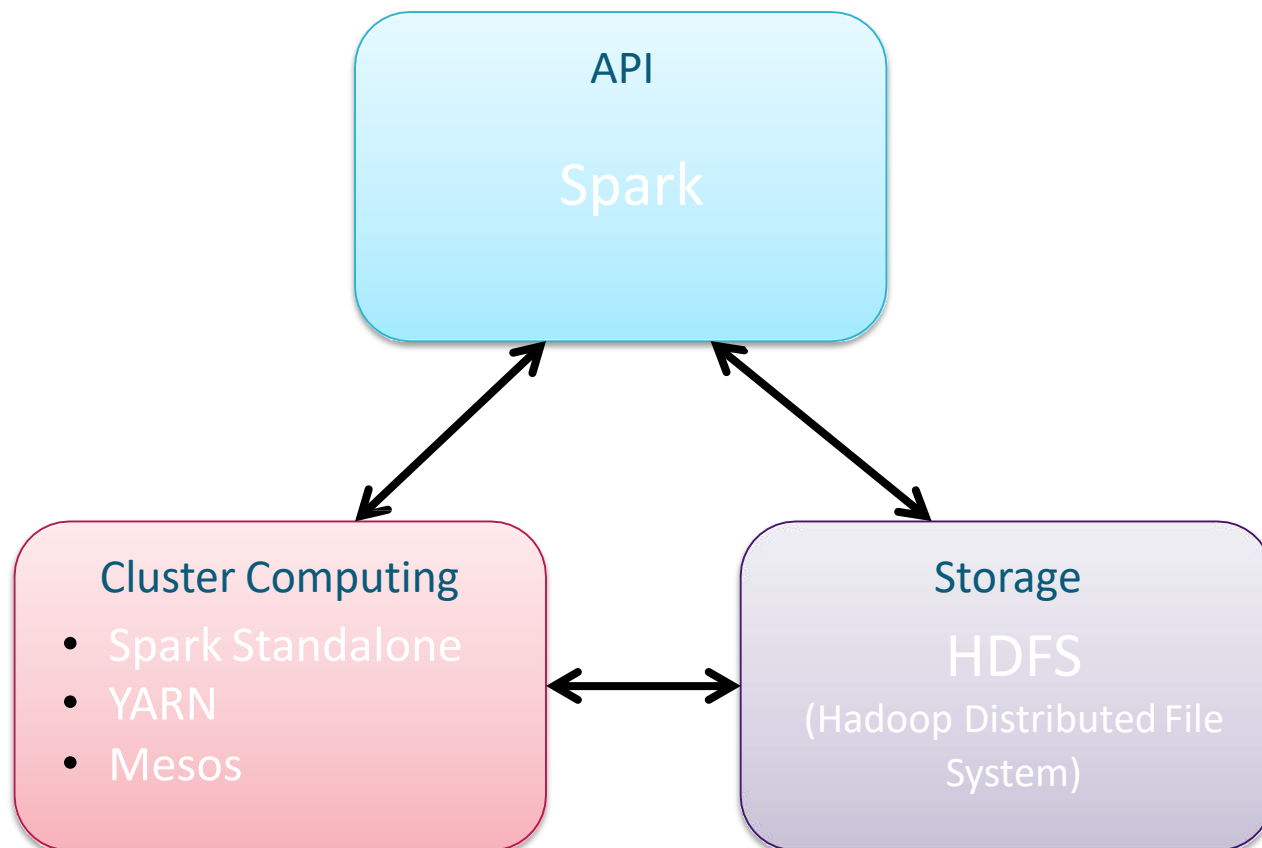 API
Spark
Cluster Computing
• Spark Standalone
• YARN
• Mesos
Storage
HDFS
(Hadoop Distributed File
System)